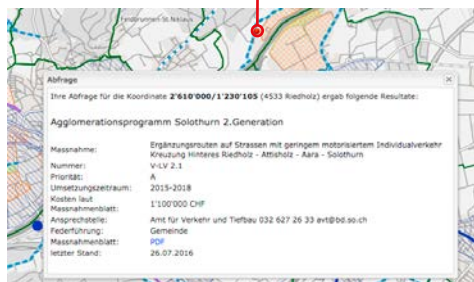 Feldbrunnen-St.Niklaus
Abfrage
Ihre Abfrage für die Koordinate 2'610'000/1'230'105 (4533 Riedholz) ergab folgende Resultate:
Agglomerationsprogramm Solothurn 2.Generation
Massnahme: Ergänzungsrouten auf Strassen mit geringem motorisiertem Individualverkehr
Kreuzung Hinteres Riedholz - Attisholz - Aara - Solothurn
Nummer: V-LV 2.1
Priorität: A
Umsetzungszeitraum: 2015-2018
Kosten laut
Massnahmenblatt: 1'100'000 CHF
Ansprechstelle: Amt für Verkehr und Tiefbau 032 627 26 33 avt@bd.so.ch
Federführung: Gemeinde
Massnahmenblatt: PDF
letzter Stand: 26.07.2016